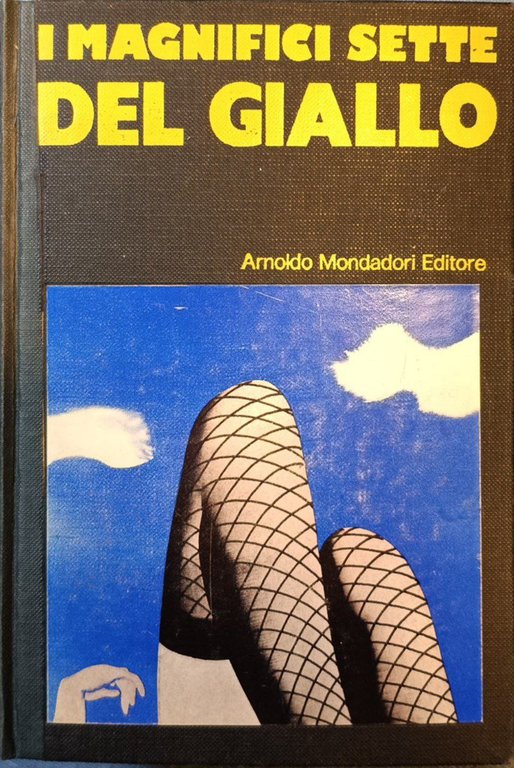 I MAGNIFICI SETTE
DEL GIALLO
Arnoldo Mondadori Editore